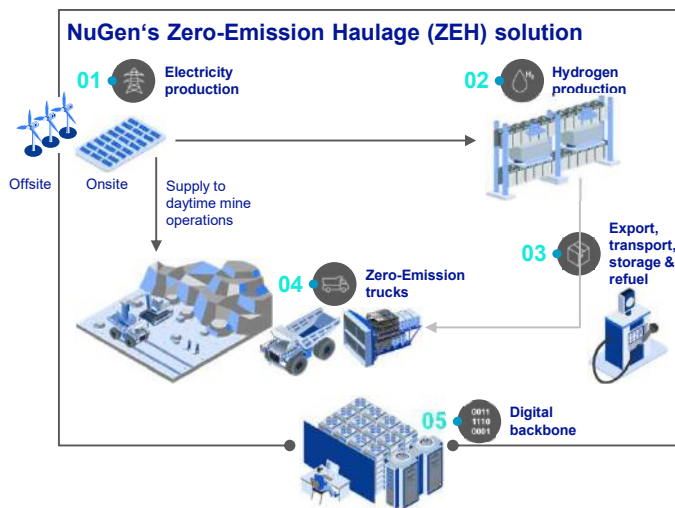 NuGen‘s Zero-Emission Haulage (ZEH) solution
01
Electricity
production
02
H₂
Hydrogen
production
Offsite
Onsite
Supply to
daytime mine
operations
03
Export,
transport,
storage &
refuel
04
Zero-Emission
trucks
05
0011
1110
0001
Digital
backbone